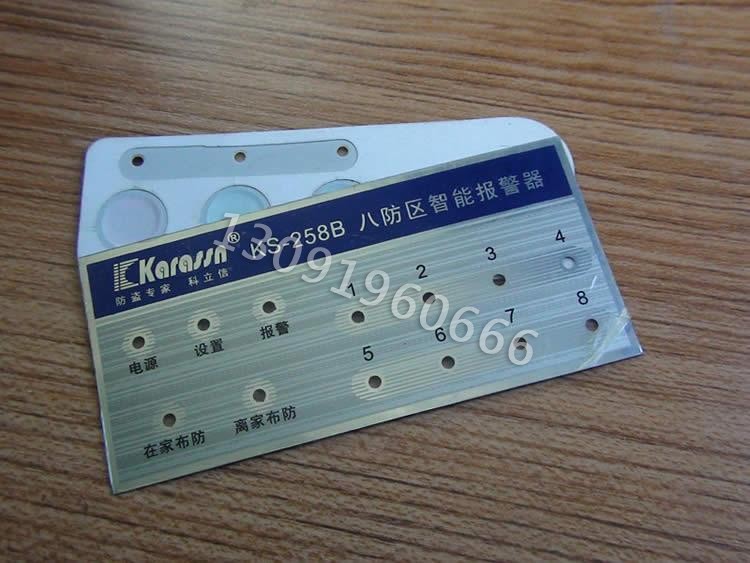 Karassn® KS-258B 八防区智能报警器
防盗专家 科立信
1 2 3 4
电源 设置 报警
5 6 7 8
在家布防 离家布防
13091960666